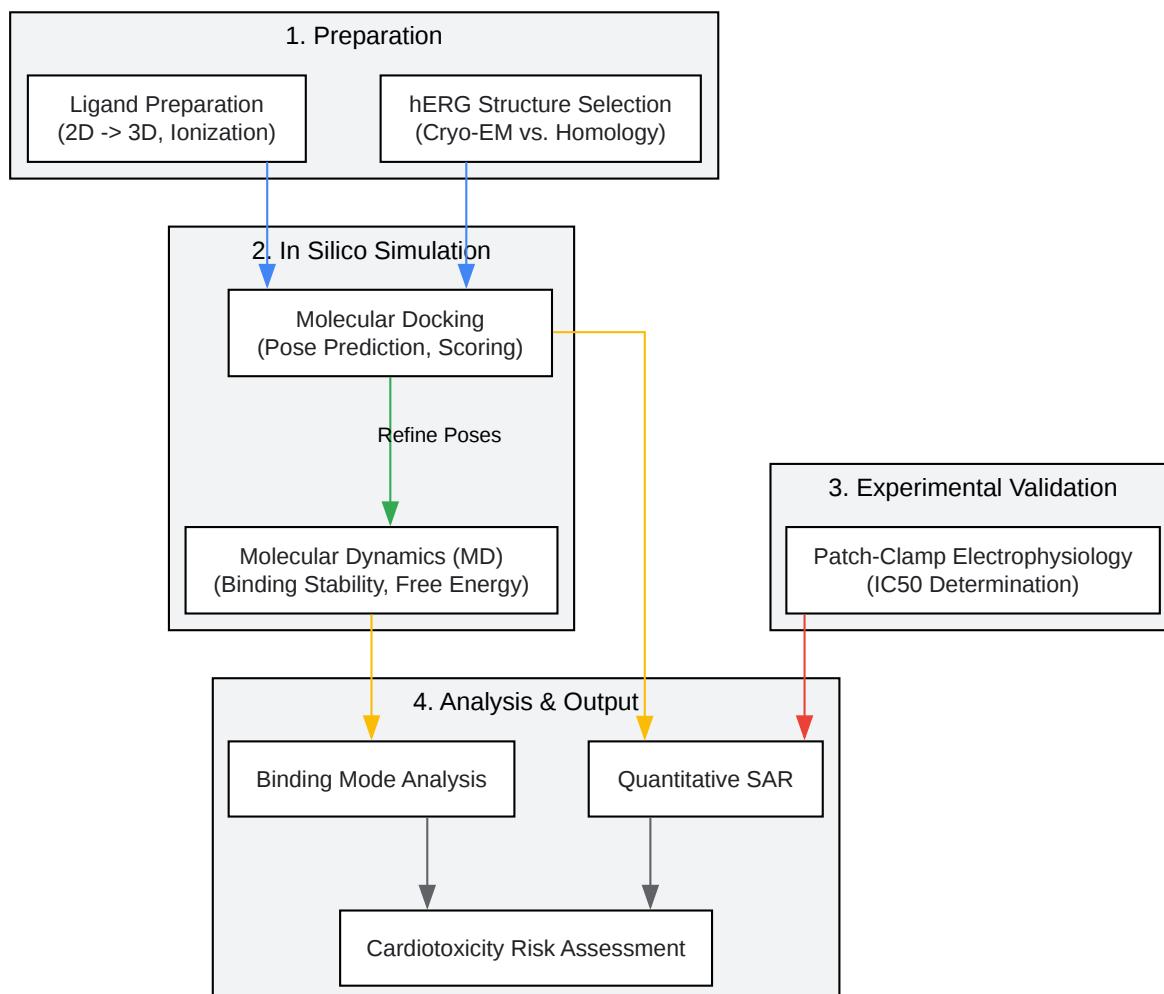 1. Preparation
Ligand Preparation
(2D -> 3D, Ionization)
hERG Structure Selection
(Cryo-EM vs. Homology)
2. In Silico Simulation
Molecular Docking
(Pose Prediction, Scoring)
Refine Poses
Molecular Dynamics (MD)
(Binding Stability, Free Energy)
3. Experimental Validation
Patch-Clamp Electrophysiology
(IC50 Determination)
4. Analysis & Output
Binding Mode Analysis
Quantitative SAR
Cardiotoxicity Risk Assessment